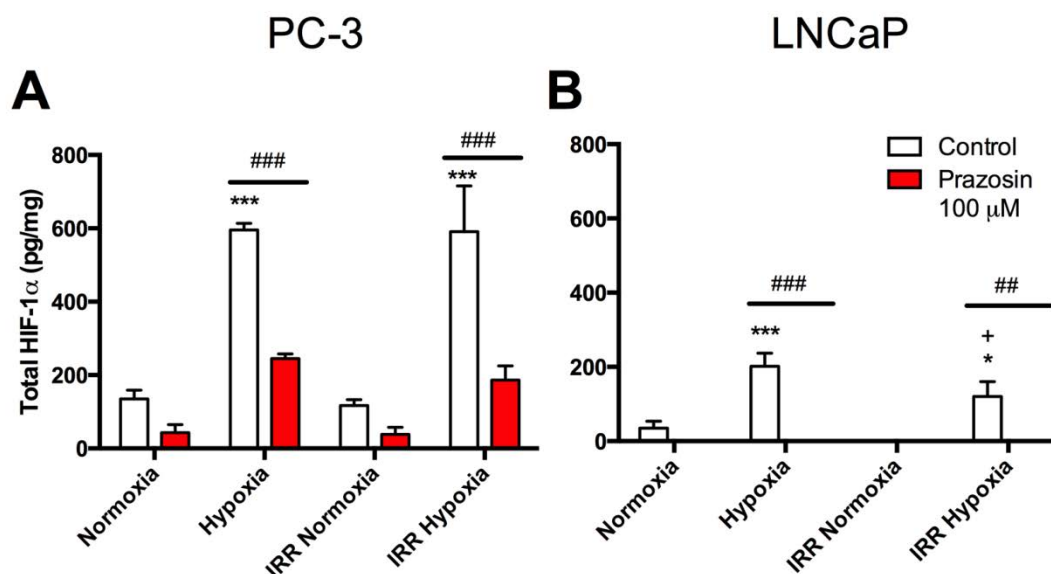 PC-3
LNCaP
A
B
Total HIF-1α (pg/mg)
800
600
400
200
0
###
***
###
***
Normoxia
Hypoxia
IRR Normoxia
IRR Hypoxia
800
600
400
200
0
Control
Prazosin
100 μM
###
***
##
+
*
Normoxia
Hypoxia
IRR Normoxia
IRR Hypoxia